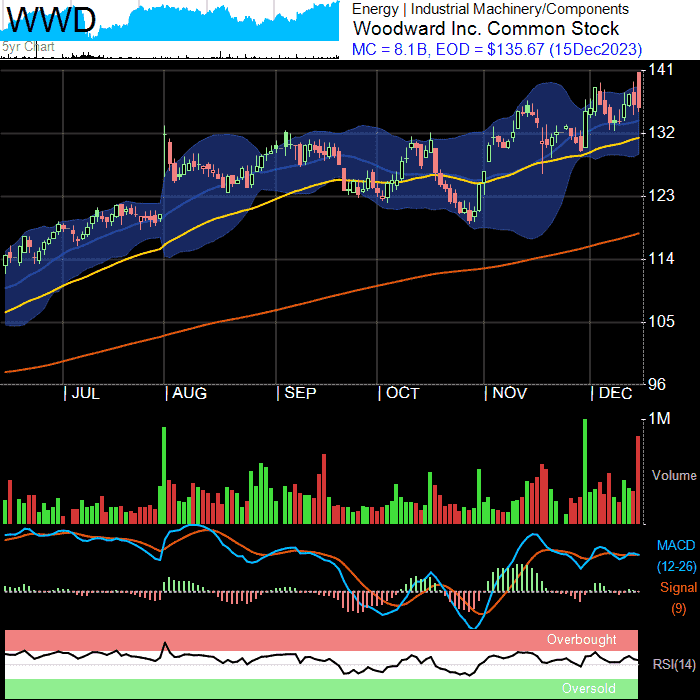 WWD
5yr Chart
Energy | Industrial Machinery/Components
Woodward Inc. Common Stock
MC = 8.1B, EOD = $135.67 (15Dec2023)
141
132
123
114
105
96
| JUL | AUG | SEP | OCT | NOV | DEC
1M
Volume
MACD
(12-26)
Signal
(9)
Overbought
RSI(14)
Oversold